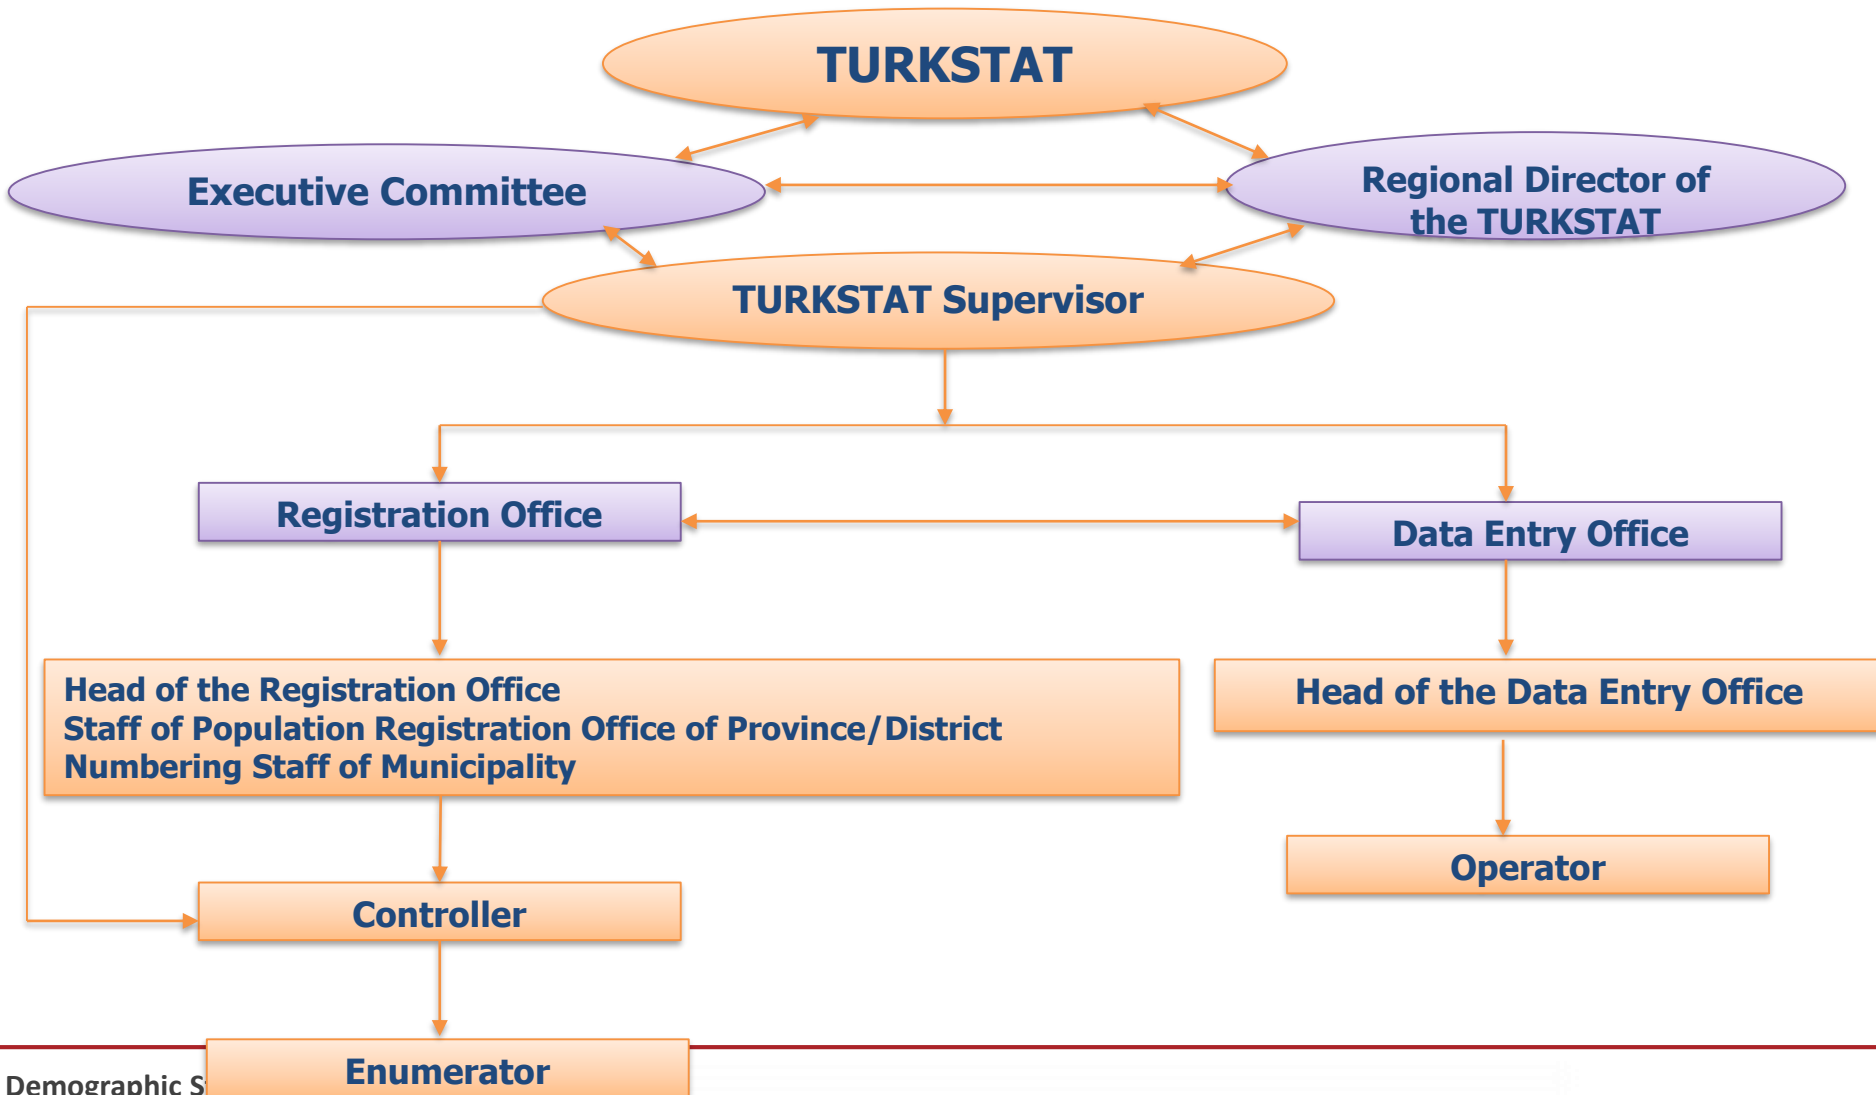 TURKSTAT
Executive Committee
Regional Director of
the TURKSTAT
TURKSTAT Supervisor
Registration Office
Data Entry Office
Head of the Registration Office
Staff of Population Registration Office of Province/District
Numbering Staff of Municipality
Head of the Data Entry Office
Operator
Controller
Enumerator
Demographic